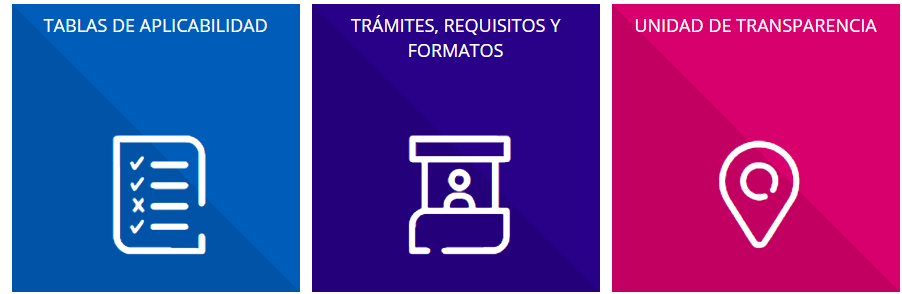 TABLAS DE APLICABILIDAD
TRÁMITES, REQUISITOS Y
FORMATOS
UNIDAD DE TRANSPARENCIA